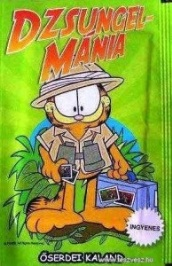 DZSUNGEL-
MÁNIA
INGYENES
ŐSERDEI KALAND